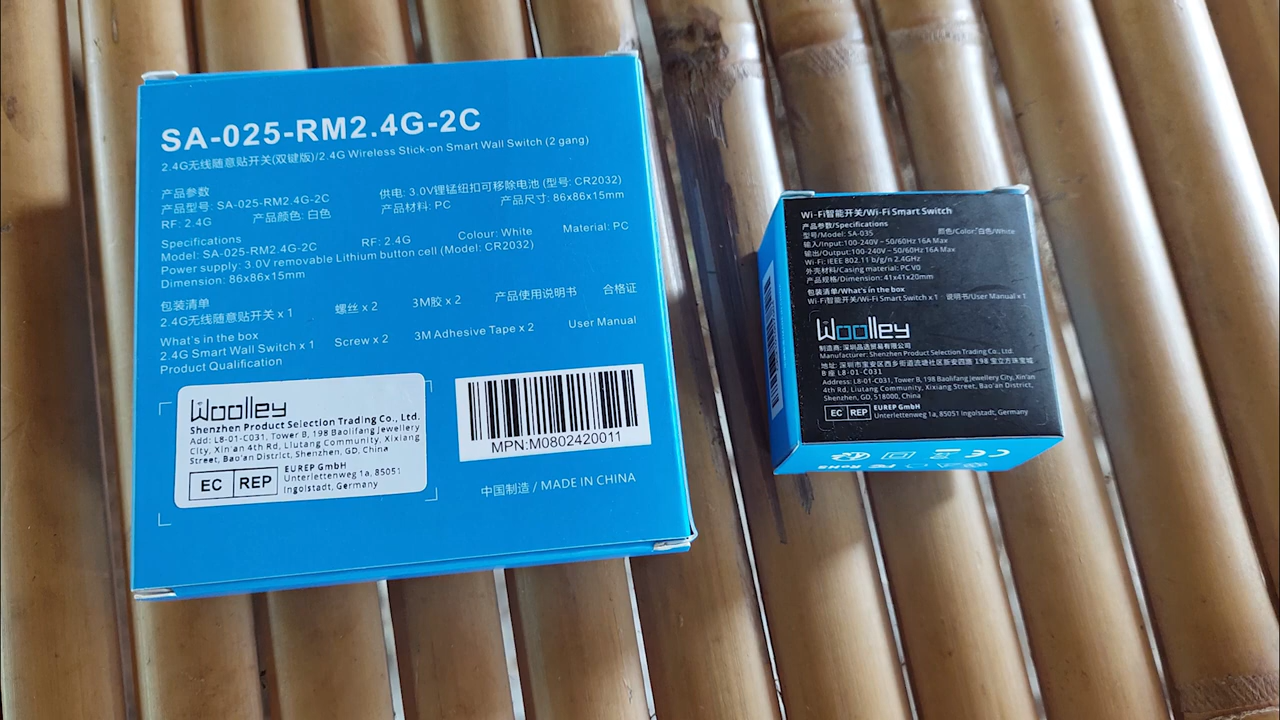 SA-025-RM2.4G-2C
2.4G无线随意贴开关(双键版)/2.4G Wireless Stick-on Smart Wall Switch (2 gang)
产品参数
产品型号: SA-025-RM2.4G-2C 供电: 3.0V锂锰纽扣可移除电池 (型号: CR2032)
RF: 2.4G 产品颜色: 白色 产品材料: PC 产品尺寸: 86x86x15mm
Specifications
Model: SA-025-RM2.4G-2C RF: 2.4G Colour: White Material: PC
Power supply: 3.0V removable Lithium button cell (Model: CR2032)
Dimension: 86x86x15mm
包装清单
2.4G无线随意贴开关 x 1 螺丝 x 2 3M胶 x 2 产品使用说明书 合格证
What's in the box
2.4G Smart Wall Switch x 1 Screw x 2 3M Adhesive Tape x 2 User Manual
Product Qualification
Woolley
Shenzhen Product Selection Trading Co., Ltd.
Add: L8-01-C031, Tower B, 198 Baolifang Jewellery
City, Xin'an 4th Rd, Liutang Community, Xixiang
Street, Bao'an District, Shenzhen, GD, China
EC REP
EUREP GmbH
Unterlettenweg 1a, 85051
Ingolstadt, Germany
MPN:M0802420011
中国制造 / MADE IN CHINA
Wi-Fi智能开关/Wi-Fi Smart Switch
产品参数/Specifications
型号/Model: SA-035 颜色/Color: 白色/White
输入/Input:100-240V~50/60Hz 16A Max
输出/Output:100-240V~50/60Hz 16A Max
Wi-Fi: IEEE 802.11 b/g/n 2.4GHz
外壳材料/Casing material: PC V0
产品规格/Dimension: 41x41x20mm
包装清单/What's in the box
Wi-Fi智能开关/Wi-Fi Smart Switch x 1 说明书/User Manual x 1
Woolley
制造商: 深圳品选贸易有限公司
Manufacturer: Shenzhen Product Selection Trading Co., Ltd.
地址: 深圳市宝安区西乡街道流塘社区新安四路 198 号宝立方珠宝城
B 座 L8-01-C031
Address: L8-01-C031, Tower B, 198 Baolifang Jewellery City, Xin'an
4th Rd, Liutang Community, Xixiang Street, Bao'an District,
Shenzhen, GD, 518000, China
EC REP
EUREP GmbH
Unterlettenweg 1a, 85051 Ingolstadt, Germany
CE
RoHS